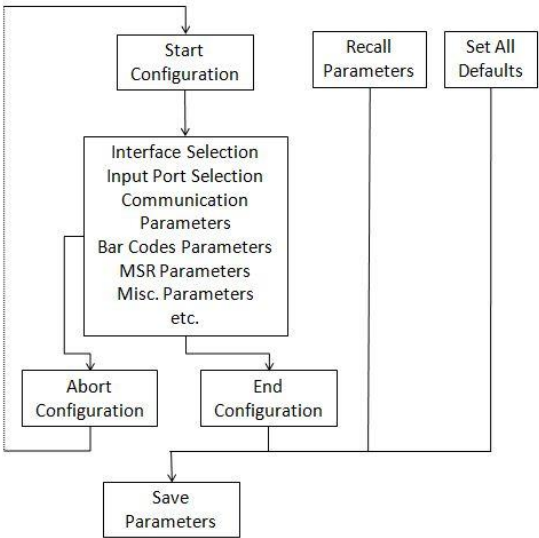 Start
Configuration
Recall
Parameters
Set All
Defaults
Interface Selection
Input Port Selection
Communication
Parameters
Bar Codes Parameters
MSR Parameters
Misc. Parameters
etc.
Abort
Configuration
End
Configuration
Save
Parameters